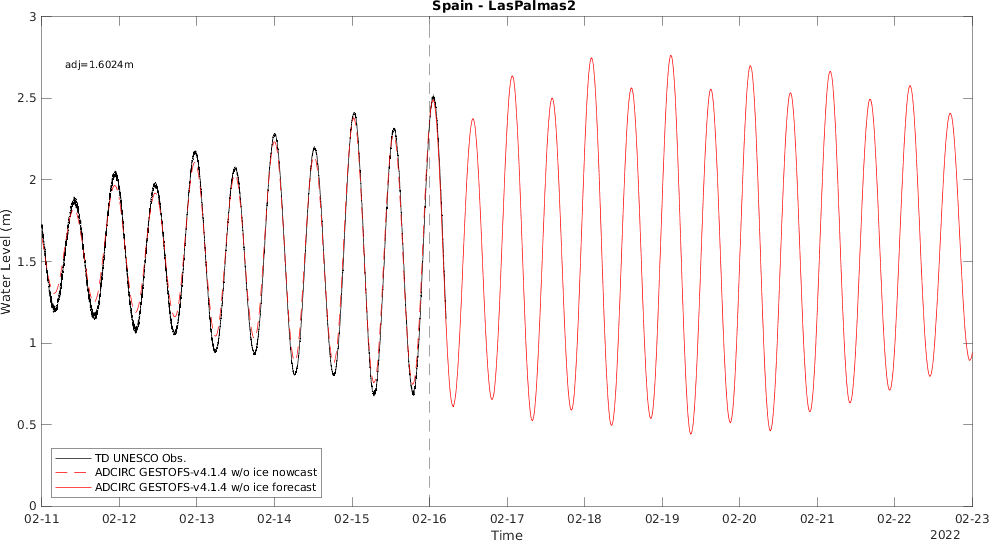 Spain - LasPalmas2
adj=1.6024m
Water Level (m)
3
2.5
2
1.5
1
0.5
0
TD UNESCO Obs.
ADCIRC GESTOFS-v4.1.4 w/o ice nowcast
ADCIRC GESTOFS-v4.1.4 w/o ice forecast
02-11 02-12 02-13 02-14 02-15 02-16 02-17 02-18 02-19 02-20 02-21 02-22 02-23
Time
2022